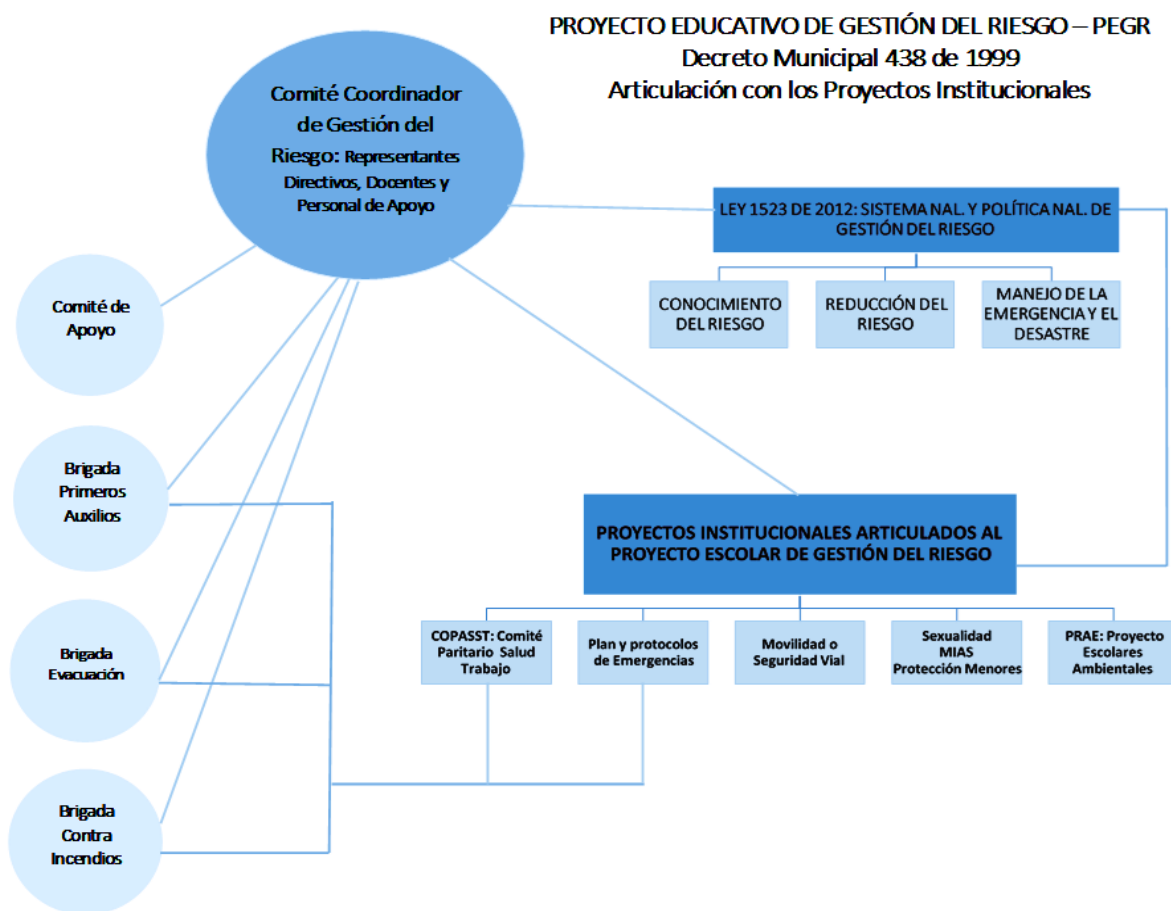 PROYECTO EDUCATIVO DE GESTIÓN DEL RIESGO – PEGR
Decreto Municipal 438 de 1999
Articulación con los Proyectos Institucionales
Comité Coordinador
de Gestión del
Riesgo: Representantes
Directivos, Docentes y
Personal de Apoyo
LEY 1523 DE 2012: SISTEMA NAL. Y POLÍTICA NAL. DE
GESTIÓN DEL RIESGO
CONOCIMIENTO
DEL RIESGO
REDUCCIÓN DEL
RIESGO
MANEJO DE LA
EMERGENCIA Y EL
DESASTRE
Comité de
Apoyo
Brigada
Primeros
Auxilios
Brigada
Evacuación
Brigada
Contra
Incendios
PROYECTOS INSTITUCIONALES ARTICULADOS AL
PROYECTO ESCOLAR DE GESTIÓN DEL RIESGO
COPASST: Comité
Paritario Salud
Trabajo
Plan y protocolos
de Emergencias
Movilidad o
Seguridad Vial
Sexualidad
MIAS
Protección Menores
PRAE: Proyecto
Escolares
Ambientales